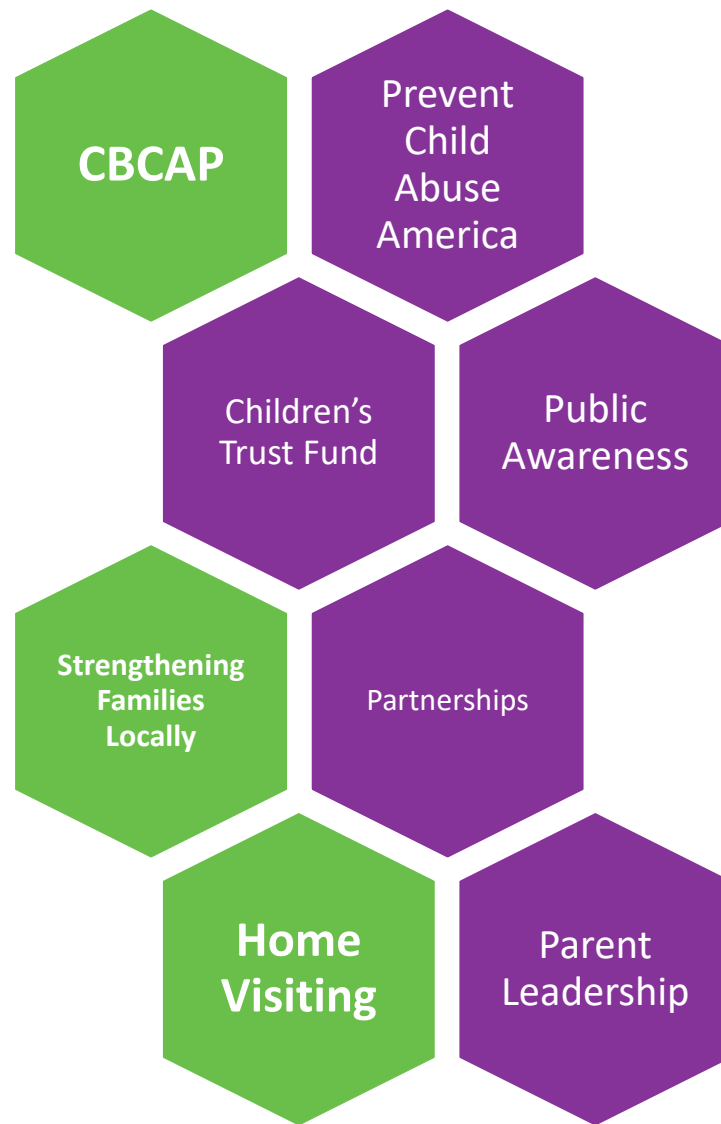 CBCAP
Prevent
Child
Abuse
America
Children’s
Trust Fund
Public
Awareness
Strengthening
Families
Locally
Partnerships
Home
Visiting
Parent
Leadership